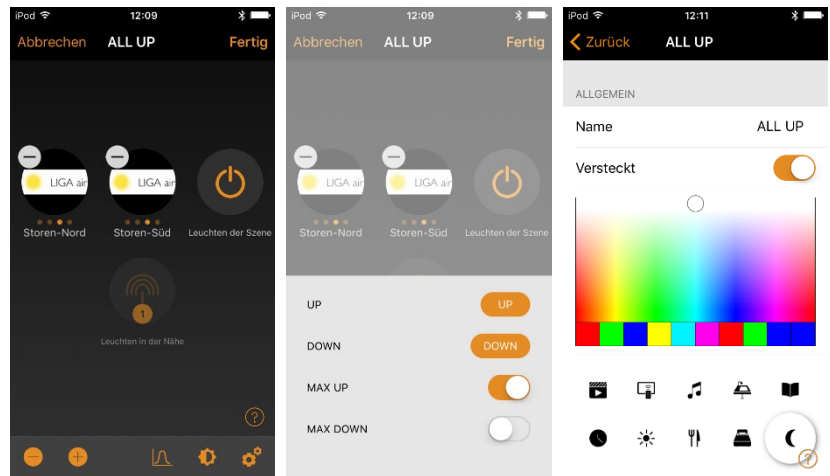 iPod 12:09
Abbrechen ALL UP Fertig
LIGA air LIGA air
Storen-Nord Storen-Süd Leuchten der Szene
1
Leuchten in der Nähe
?
iPod 12:09
Abbrechen ALL UP Fertig
LIGA air LIGA air
Storen-Nord Storen-Süd Leuchten der Szene
UP UP
DOWN DOWN
MAX UP
MAX DOWN
iPod 12:11
Zurück ALL UP
ALLGEMEIN
Name ALL UP
Versteckt
?